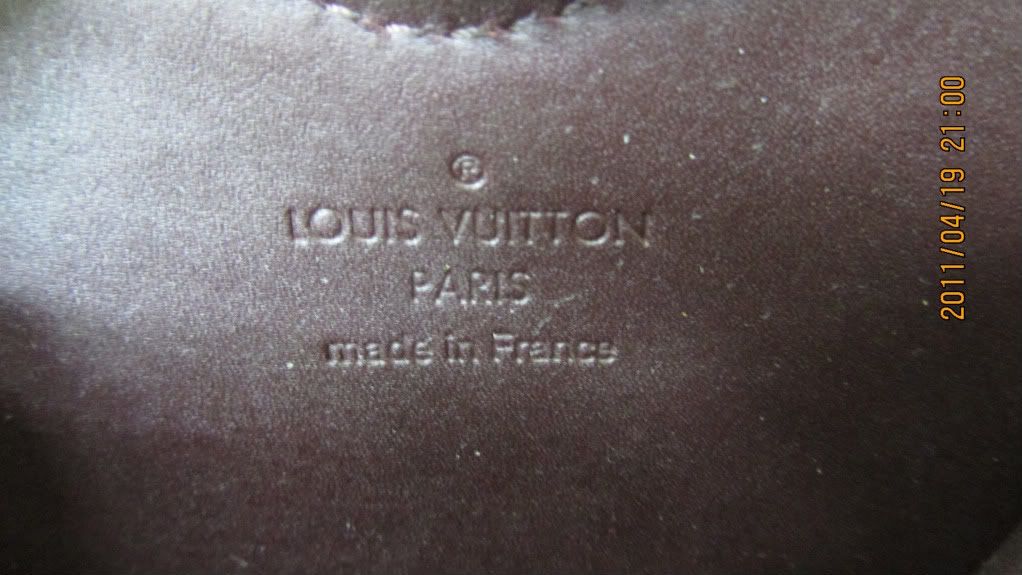 ®
LOUIS VUITTON
PARIS
made in France
2011/04/19 21:00